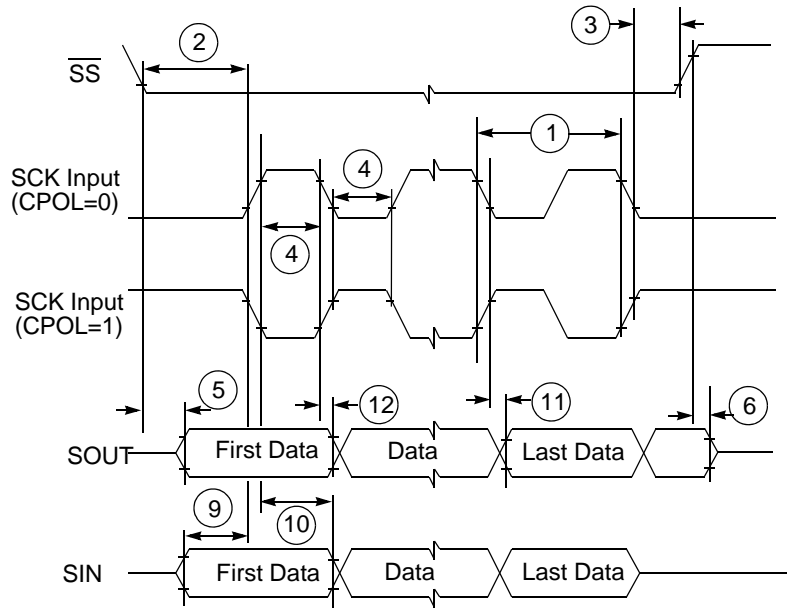 2
3
SS
1
SCK Input
(CPOL=0)
4
4
SCK Input
(CPOL=1)
5
12
11
6
SOUT
First Data
Data
Last Data
9
10
SIN
First Data
Data
Last Data